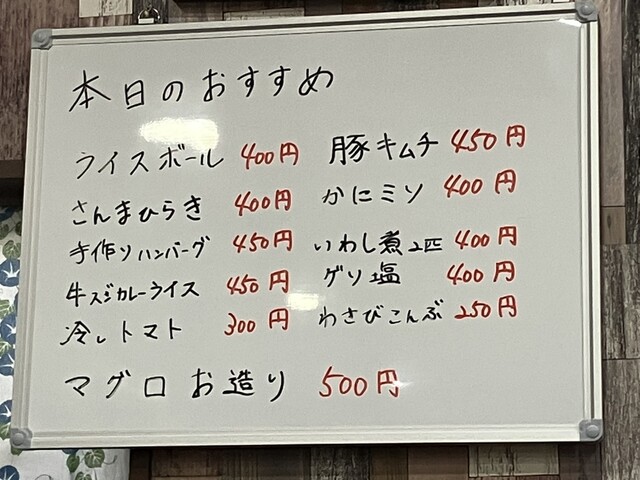 本日のおすすめ
ライスボール 400円 豚キムチ 450円
さんまひらき 400円 かにミソ 400円
手作りハンバーグ 450円 いわし煮2匹 400円
牛スジカレーライス 450円 ゲソ塩 400円
冷しトマト 300円 わさびこんぶ 250円
マグロお造り 500円